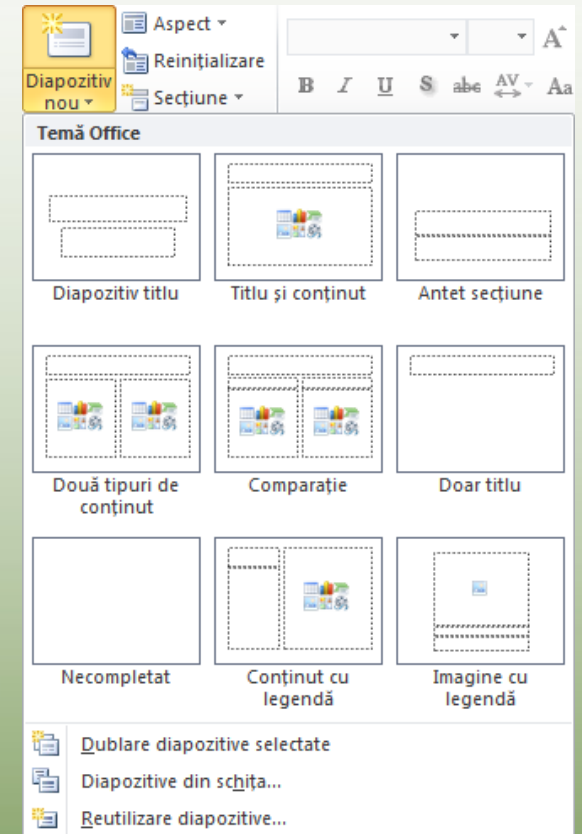 Diapozitiv
nou
Aspect
Reinițializare
Secțiune
B I U S abc AV Aa
A
Temă Office
Diapozitiv titlu
Titlu și conținut
Antet secțiune
Două tipuri de
conținut
Comparație
Doar titlu
Necompletat
Conținut cu
legendă
Imagine cu
legendă
Dublare diapozitive selectate
Diapozitive din schița...
Reutilizare diapozitive...